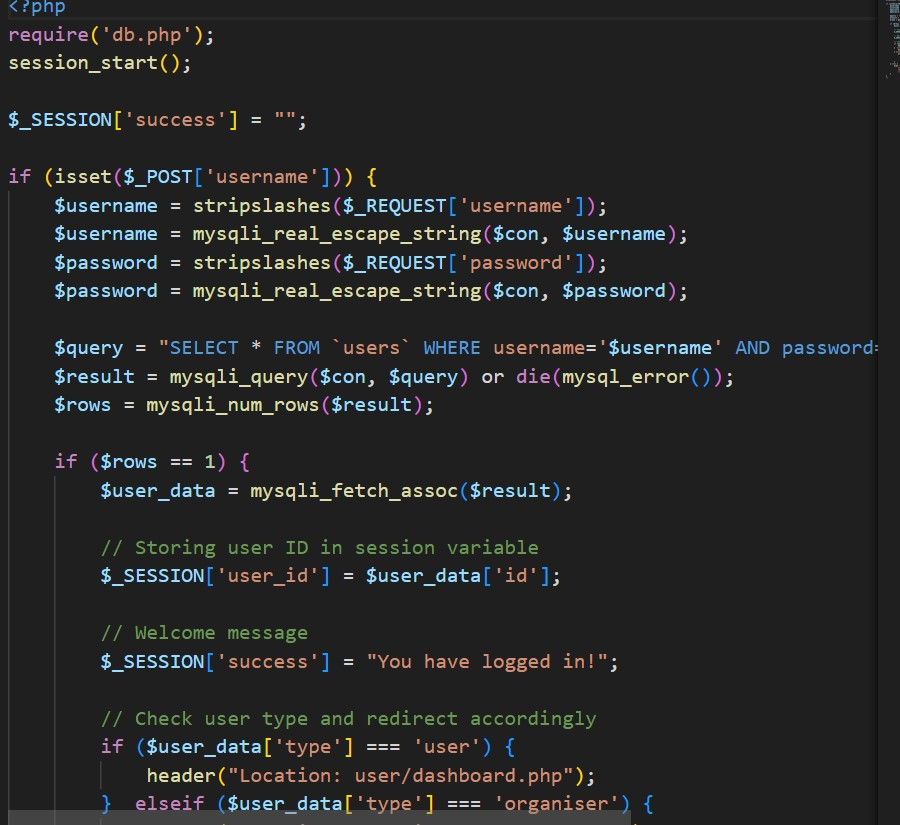 <?php
require('db.php');
session_start();
$_SESSION['success'] = "";
if (isset($_POST['username'])) {
$username = stripslashes($_REQUEST['username']);
$username = mysqli_real_escape_string($con, $username);
$password = stripslashes($_REQUEST['password']);
$password = mysqli_real_escape_string($con, $password);
$query = "SELECT * FROM `users` WHERE username='$username' AND password=
$result = mysqli_query($con, $query) or die(mysql_error());
$rows = mysqli_num_rows($result);
if ($rows == 1) {
$user_data = mysqli_fetch_assoc($result);
// Storing user ID in session variable
$_SESSION['user_id'] = $user_data['id'];
// Welcome message
$_SESSION['success'] = "You have logged in!";
// Check user type and redirect accordingly
if ($user_data['type'] === 'user') {
header("Location: user/dashboard.php");
} elseif ($user_data['type'] === 'organiser') {